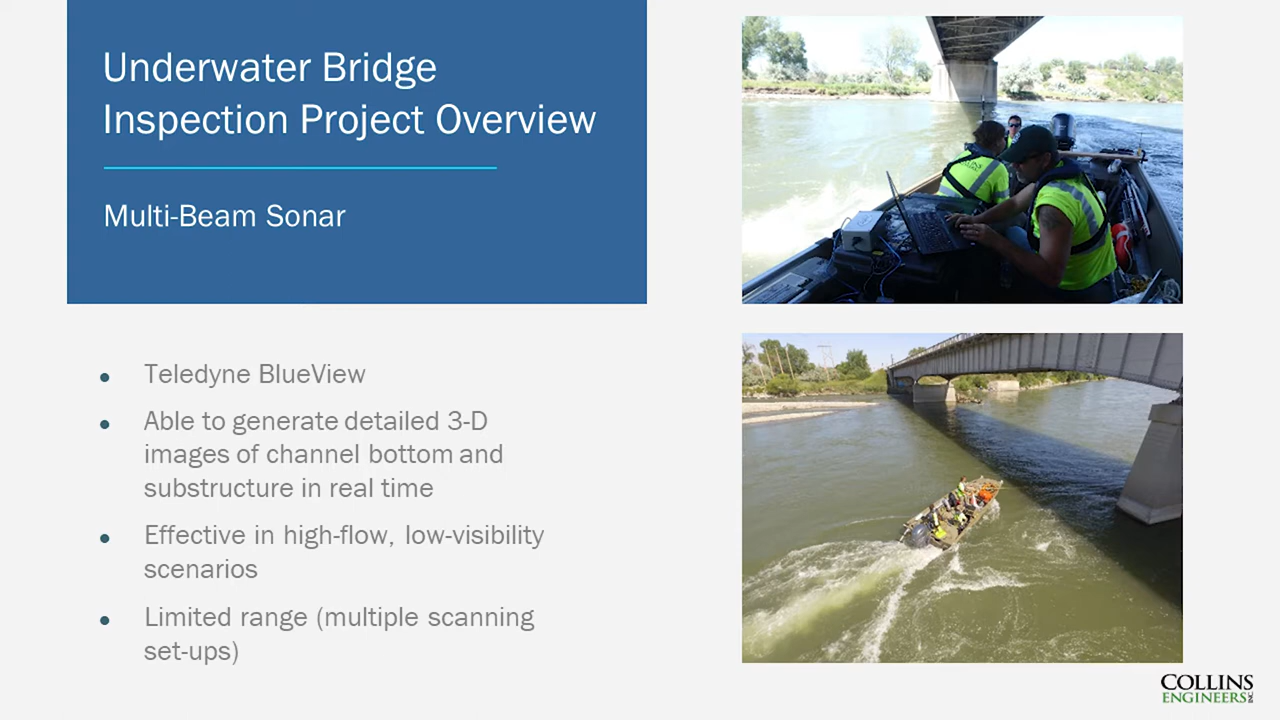 Underwater Bridge
Inspection Project Overview
Multi-Beam Sonar
• Teledyne BlueView
• Able to generate detailed 3-D
images of channel bottom and
substructure in real time
• Effective in high-flow, low-visibility
scenarios
• Limited range (multiple scanning
set-ups)
COLLINS
ENGINEERS INC